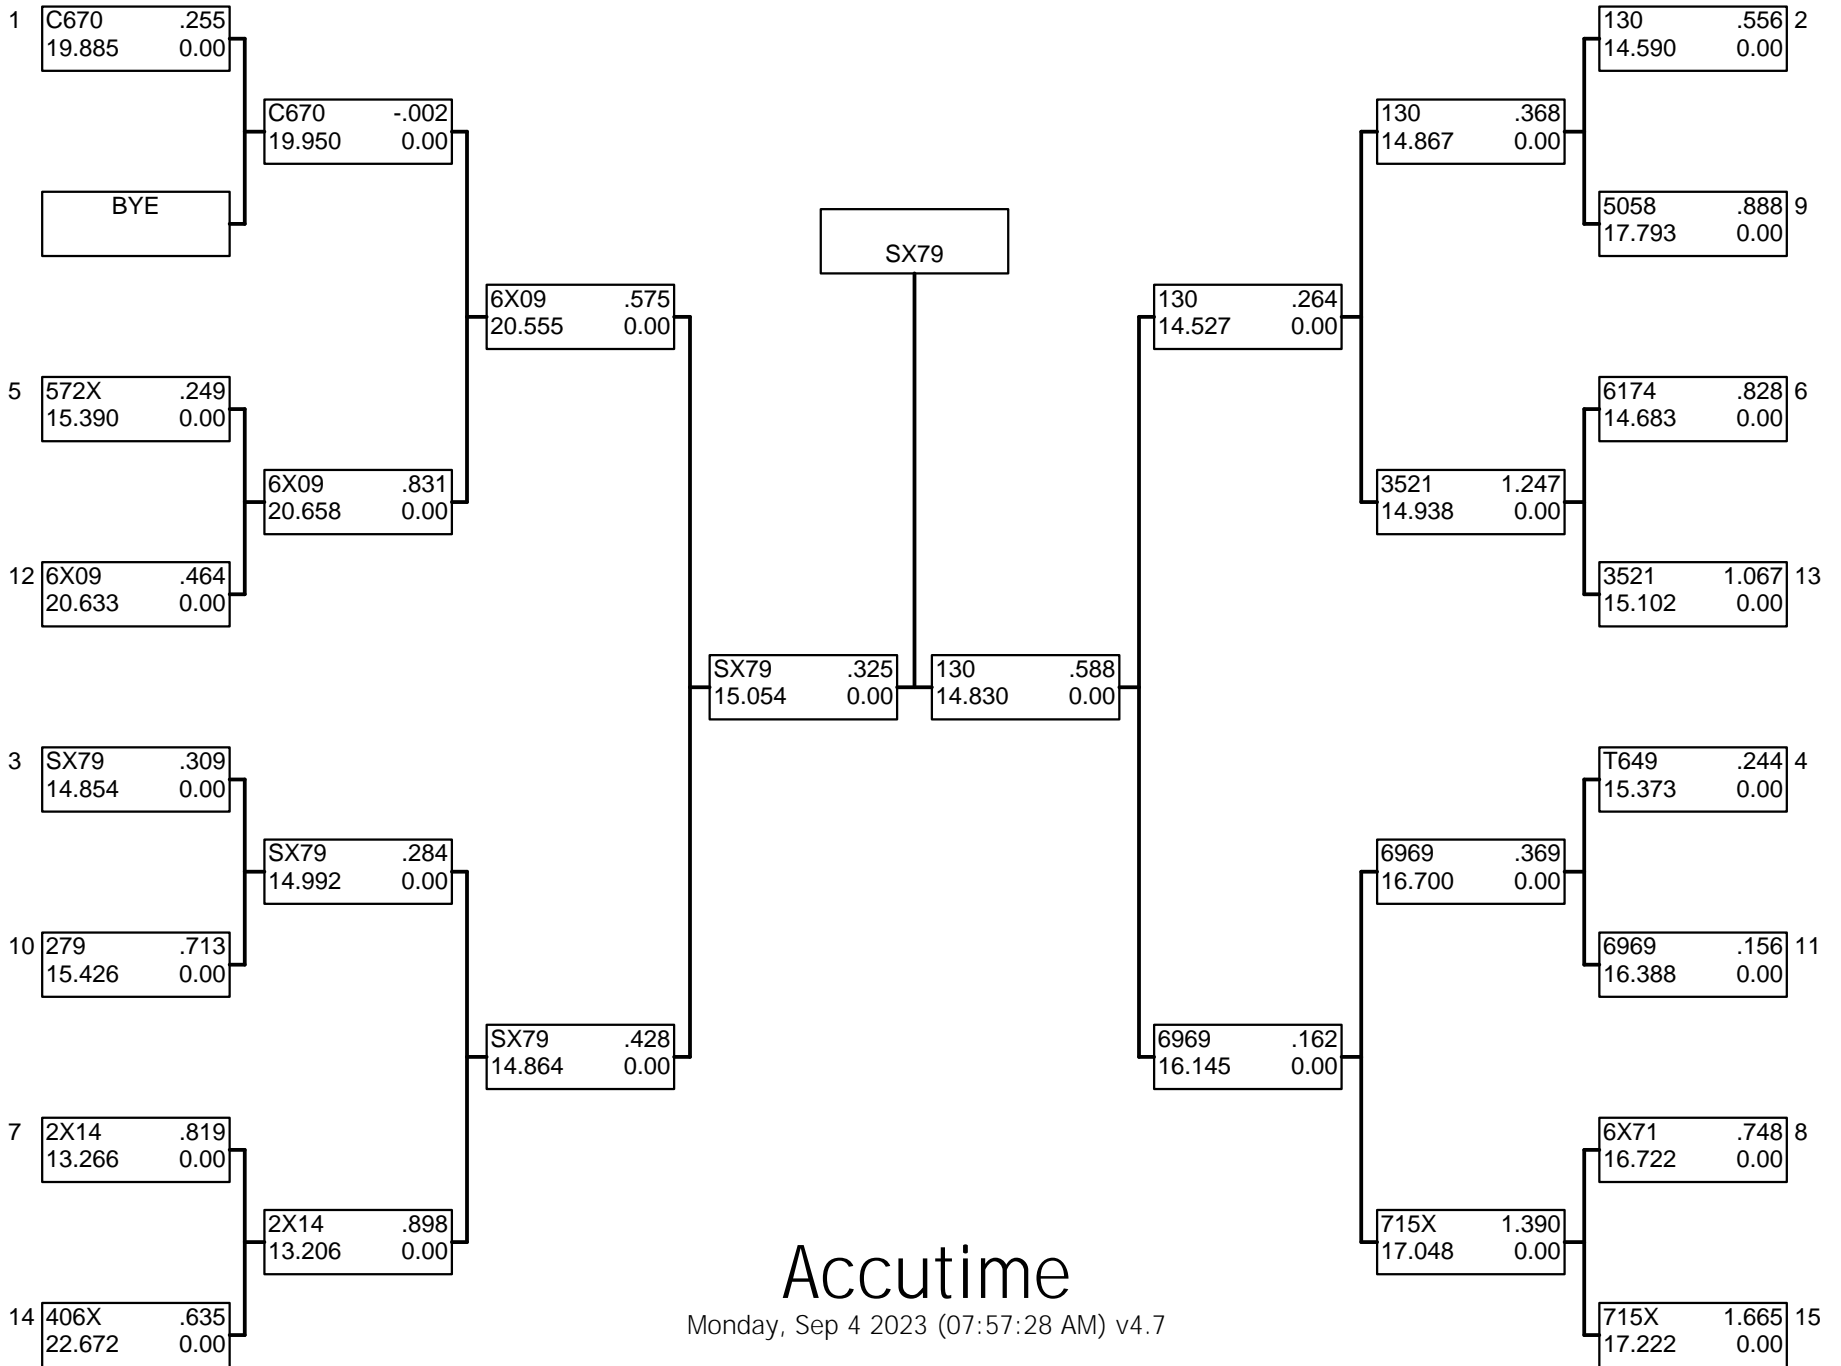 1 C670 .255
19.885 0.00
BYE
5 572X .249
15.390 0.00
12 6X09 .464
20.633 0.00
3 SX79 .309
14.854 0.00
10 279 .713
15.426 0.00
7 2X14 .819
13.266 0.00
14 406X .635
22.672 0.00
C670 -.002
19.950 0.00
6X09 .831
20.658 0.00
SX79 .284
14.992 0.00
2X14 .898
13.206 0.00
6X09 .575
20.555 0.00
SX79 .428
14.864 0.00
SX79 .325
15.054 0.00
SX79
130 .588
14.830 0.00
130 .264
14.527 0.00
6969 .162
16.145 0.00
130 .368
14.867 0.00
3521 1.247
14.938 0.00
6969 .369
16.700 0.00
715X 1.390
17.048 0.00
130 .556 2
14.590 0.00
5058 .888 9
17.793 0.00
6174 .828 6
14.683 0.00
3521 1.067 13
15.102 0.00
T649 .244 4
15.373 0.00
6969 .156 11
16.388 0.00
6X71 .748 8
16.722 0.00
715X 1.665 15
17.222 0.00
Accutime
Monday, Sep 4 2023 (07:57:28 AM) v4.7